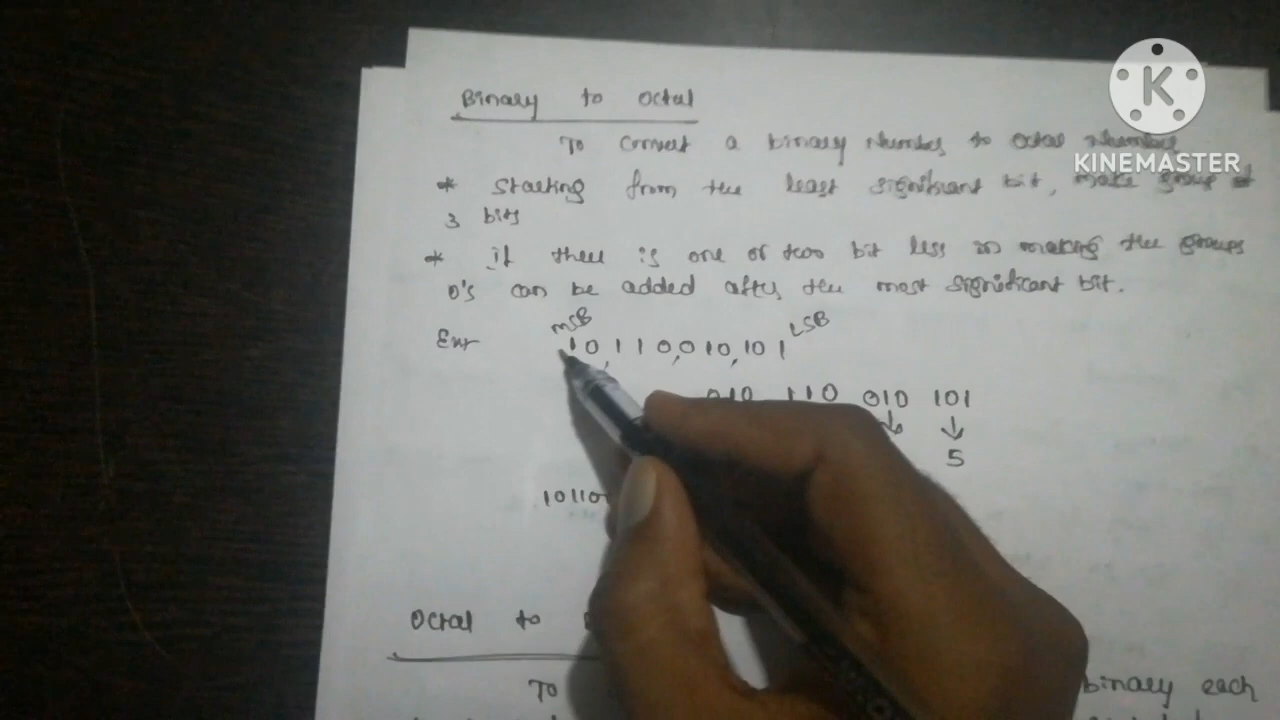 Binary to Octal
To convert a binary Number to octal Number
* Starting from the least significant bit, make group of
3 bits
* if there is one or two bit less in making the groups
0's can be added after the most significant bit.
MSB LSB
10,110,010,101
010 110 010 101
5
10110
Octal to
To binary each
K
KINEMASTER